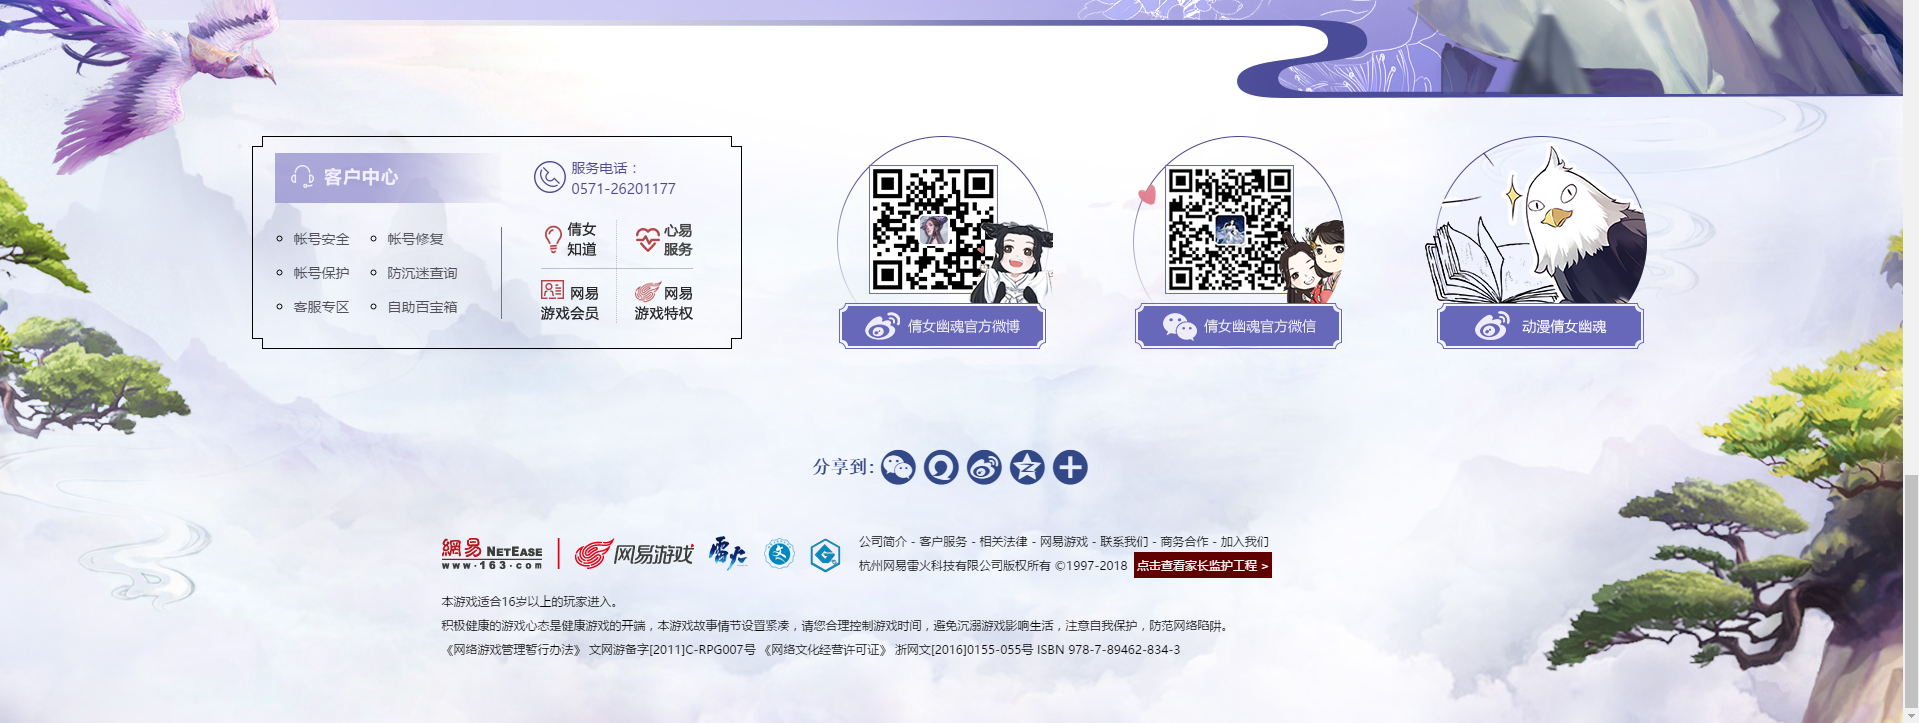 客户中心
服务电话：
0571-26201177
帐号安全
帐号修复
帐号保护
防沉迷查询
客服专区
自助百宝箱
倩女
知道
心易
服务
网易
游戏会员
网易
游戏特权
倩女幽魂官方微博
倩女幽魂官方微信
动漫倩女幽魂
分享到:
網易 NETEASE
www.163.com
网易游戏
雷火
公司简介 - 客户服务 - 相关法律 - 网易游戏 - 联系我们 - 商务合作 - 加入我们
杭州网易雷火科技有限公司版权所有 ©1997-2018 点击查看家长监护工程 >
本游戏适合16岁以上的玩家进入。
积极健康的游戏心态是健康游戏的开端，本游戏故事情节设置紧凑，请您合理控制游戏时间，避免沉溺游戏影响生活，注意自我保护，防范网络陷阱。
《网络游戏管理暂行办法》 文网游备字[2011]C-RPG007号 《网络文化经营许可证》 浙网文[2016]0155-055号 ISBN 978-7-89462-834-3